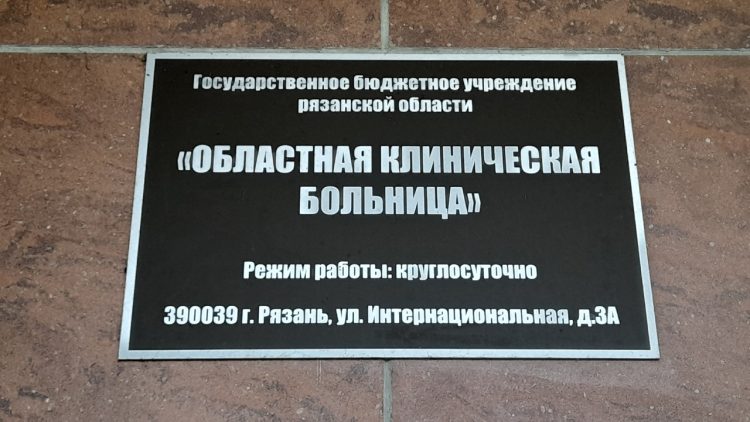 Государственное бюджетное учреждение
рязанской области
«ОБЛАСТНАЯ КЛИНИЧЕСКАЯ
БОЛЬНИЦА»
Режим работы: круглосуточно
390039 г. Рязань, ул. Интернациональная, д.3А